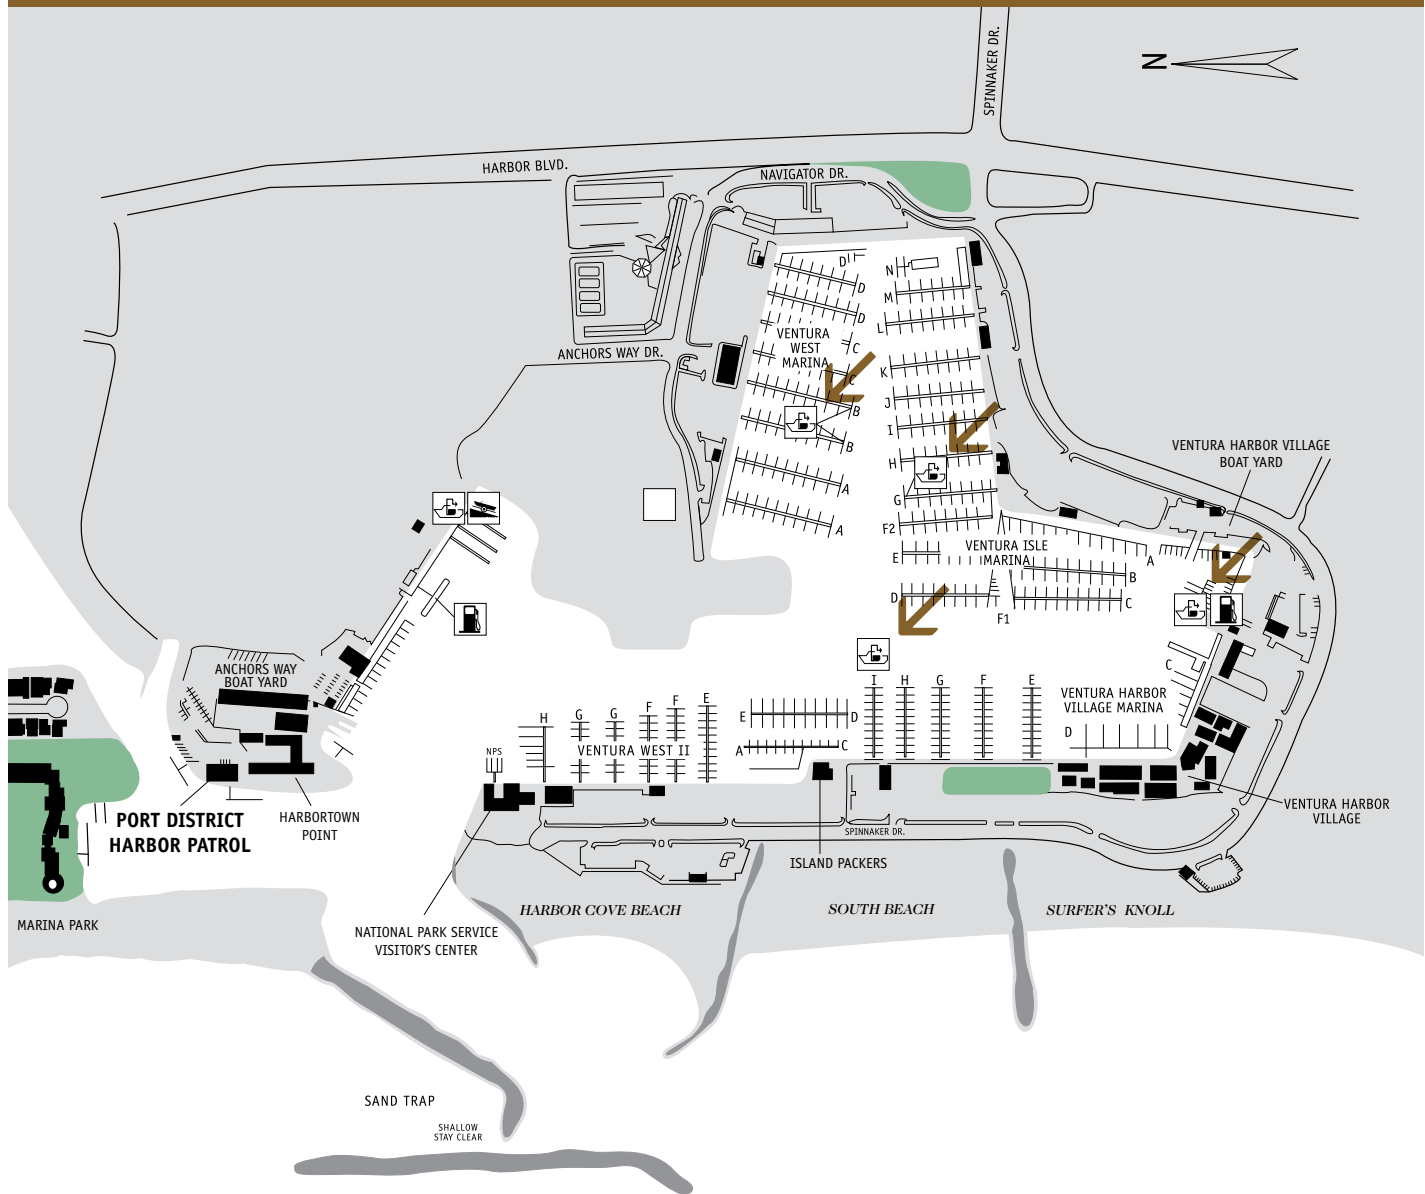 SPINNAKER DR.
N
HARBOR BLVD.
NAVIGATOR DR.
D
N
D
M
D
L
VENTURA
WEST
MARINA
C
ANCHORS WAY DR.
K
C
J
B
I
B
H
VENTURA HARBOR VILLAGE
BOAT YARD
A
G
A
F2
VENTURA ISLE
MARINA
E
A
B
D
C
F1
ANCHORS WAY
BOAT YARD
C
I
H
G
F
E
VENTURA HARBOR
VILLAGE MARINA
H
G
G
F
F
E
E
D
D
NPS
VENTURA WEST II
A
C
PORT DISTRICT
HARBOR PATROL
HARBORTOWN
POINT
VENTURA HARBOR
VILLAGE
SPINNAKER DR.
ISLAND PACKERS
MARINA PARK
HARBOR COVE BEACH
SOUTH BEACH
SURFER'S KNOLL
NATIONAL PARK SERVICE
VISITOR'S CENTER
SAND TRAP
SHALLOW
STAY CLEAR